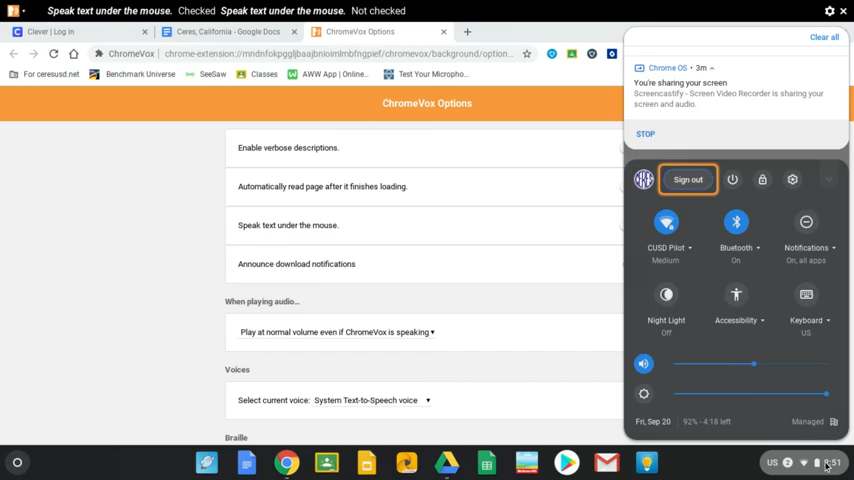 Speak text under the mouse. Checked Speak text under the mouse. Not checked
Clever | Log in
Ceres, California - Google Docs
ChromeVox Options
ChromeVox
chrome-extension://mndnfokpggljbaajbnioimlmbfngpief/chromevox/background/option...
For ceresusd.net
Benchmark Universe
SeeSaw
Classes
AWW App | Online...
Test Your Micropho...
Clear all
Chrome OS • 3m
You're sharing your screen
Screencastify - Screen Video Recorder is sharing your
screen and audio.
STOP
ChromeVox Options
Enable verbose descriptions.
Automatically read page after it finishes loading.
Speak text under the mouse.
Announce download notifications
When playing audio...
Play at normal volume even if ChromeVox is speaking
Voices
Select current voice: System Text-to-Speech voice
Braille
Sign out
CUSD Pilot
Medium
Bluetooth
On
Notifications
On, all apps
Night Light
Off
Accessibility
Keyboard
US
Fri, Sep 20
92% - 4:18 left
Managed
US 2 8:51